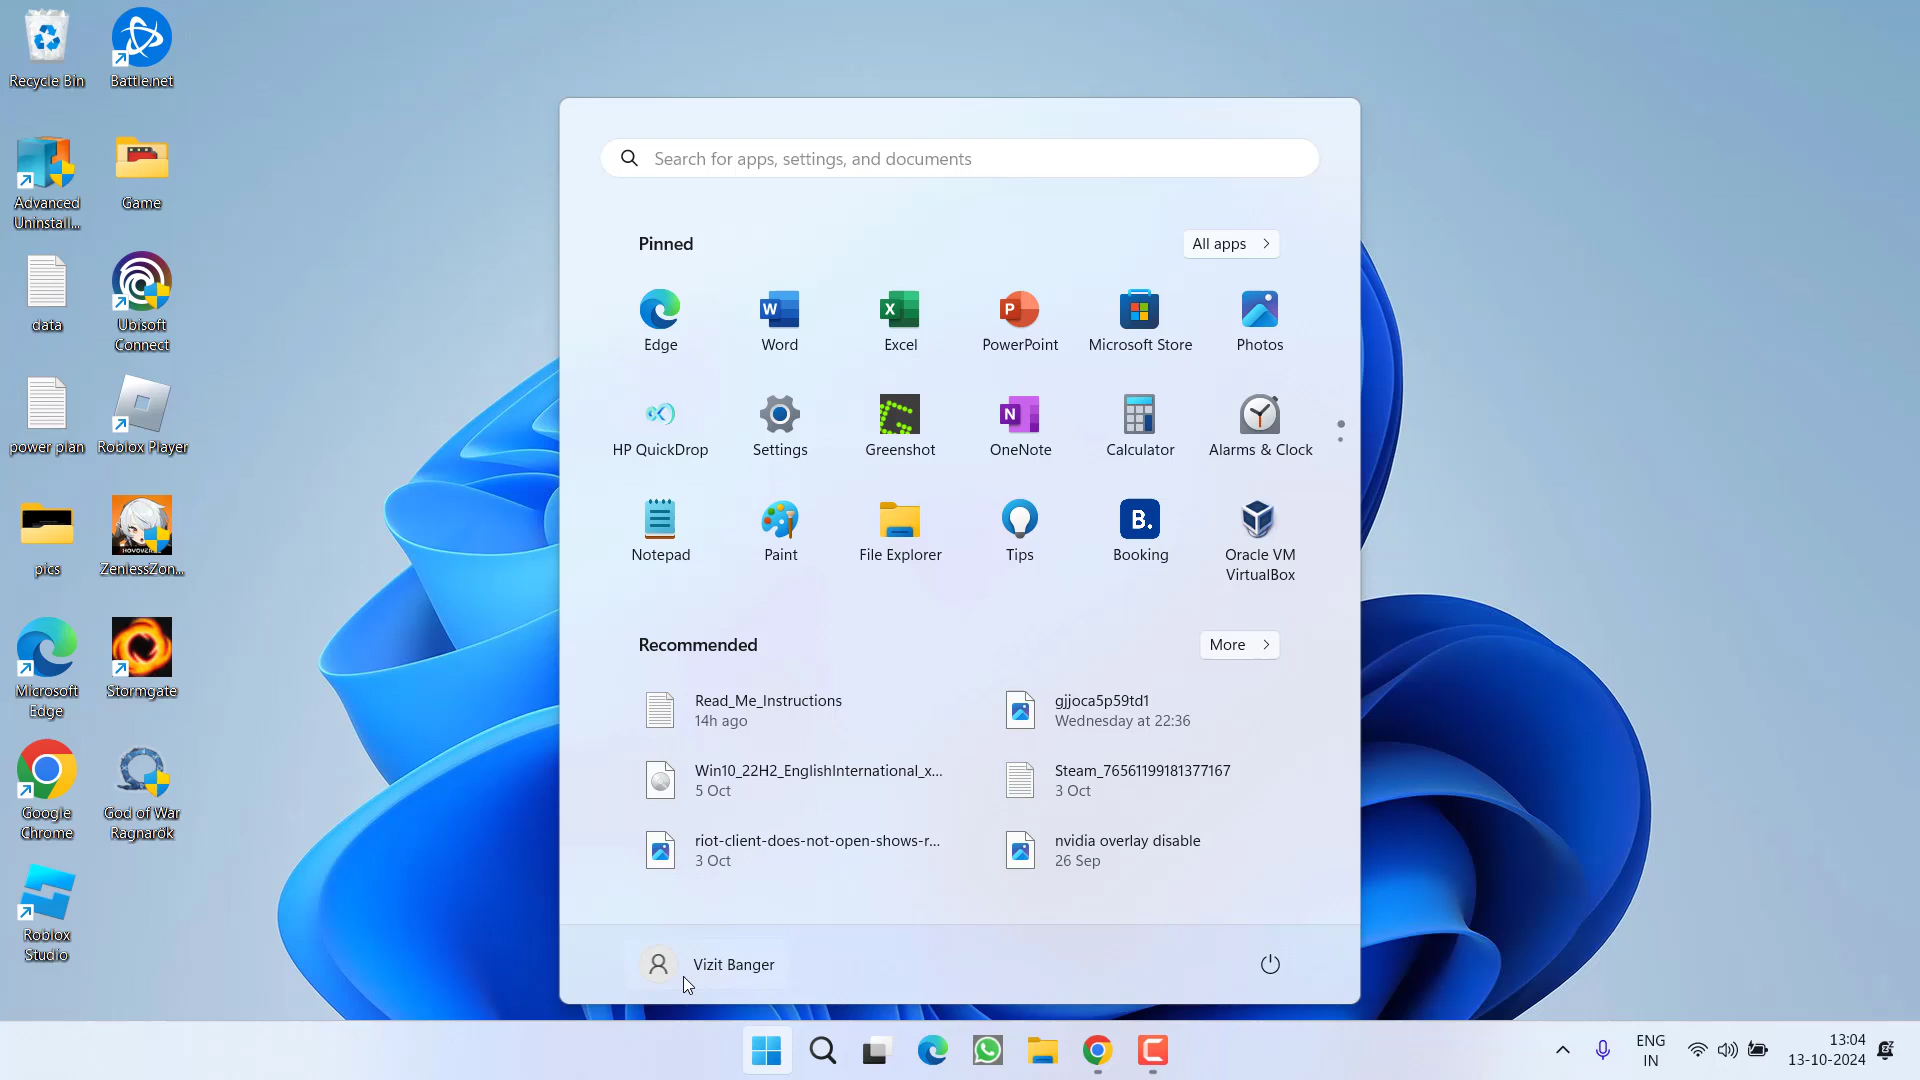 Recycle Bin
Battle.net
Advanced
Uninstall...
Game
data
Ubisoft
Connect
power plan
Roblox Player
pics
ZenlessZon...
Microsoft
Edge
Stormgate
Google
Chrome
God of War
Ragnarök
Roblox
Studio
Search for apps, settings, and documents
Pinned
All apps
Edge
Word
Excel
PowerPoint
Microsoft Store
Photos
HP QuickDrop
Settings
Greenshot
OneNote
Calculator
Alarms & Clock
Notepad
Paint
File Explorer
Tips
Booking
Oracle VM
VirtualBox
Recommended
More
Read_Me_Instructions
14h ago
gjjoca5p59td1
Wednesday at 22:36
Win10_22H2_EnglishInternational_x...
5 Oct
Steam_76561199181377167
3 Oct
riot-client-does-not-open-shows-r...
3 Oct
nvidia overlay disable
26 Sep
Vizit Banger
ENG
IN
13:04
13-10-2024